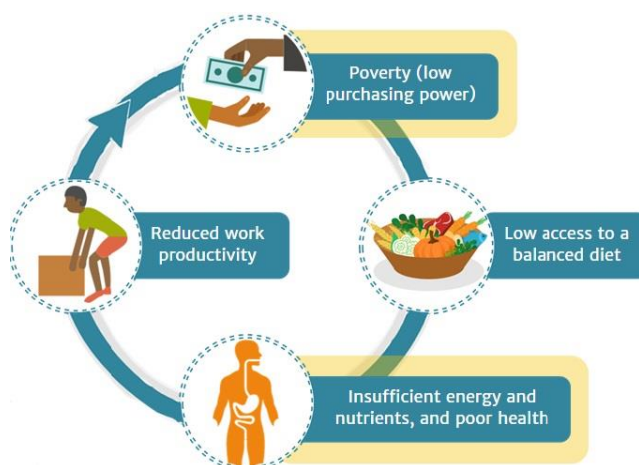 Poverty (low
purchasing power)
Reduced work
productivity
Low access to a
balanced diet
Insufficient energy and
nutrients, and poor health